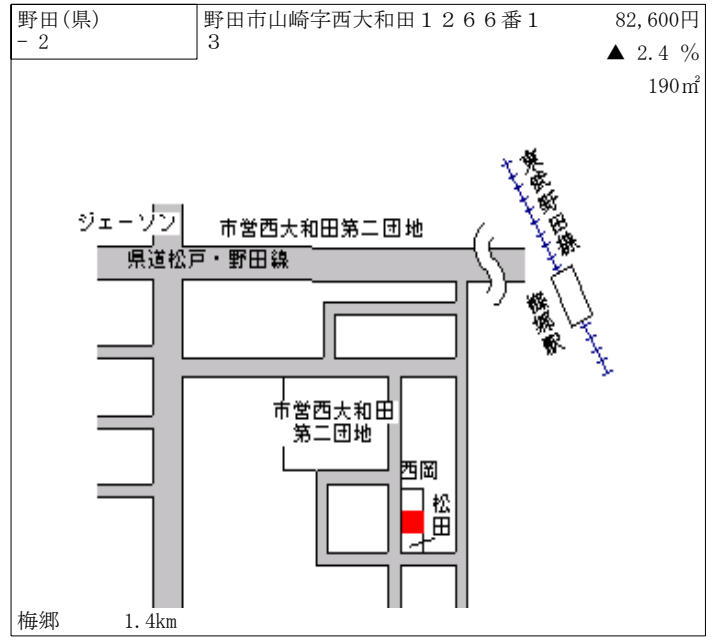 野田(県)
- 2
野田市山崎字西大和田１２６６番１
３
82,600円
▲ 2.4 %
190㎡
東武野田線
ジェーソン
市営西大和田第二団地
県道松戸・野田線
梅郷駅
市営西大和田
第二団地
西岡
松田
梅郷 1.4km